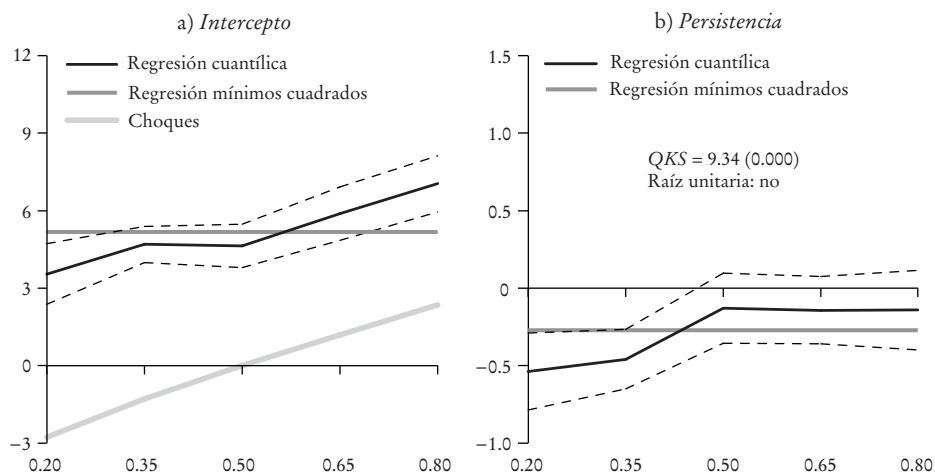 a) Intercepto
12
9
6
3
0
−3
Regresión cuantílica
Regresión mínimos cuadrados
Choques
0.20 0.35 0.50 0.65 0.80
b) Persistencia
1.5
1.0
0.5
0
−0.5
−1.0
Regresión cuantílica
Regresión mínimos cuadrados
QKS = 9.34 (0.000)
Raíz unitaria: no
0.20 0.35 0.50 0.65 0.80